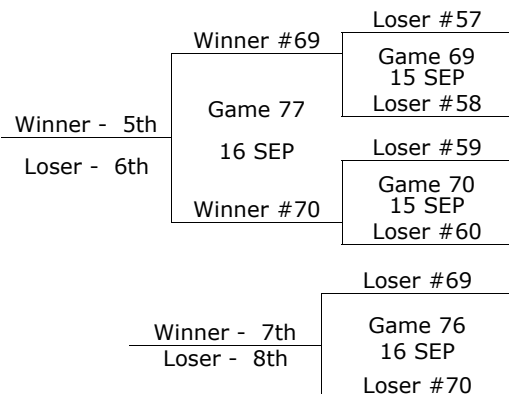 Loser #57
Winner #69
Game 69
15 SEP
Loser #58
Game 77
Winner - 5th
Loser #59
16 SEP
Loser - 6th
Game 70
15 SEP
Winner #70
Loser #60
Loser #69
Game 76
Winner - 7th
16 SEP
Loser - 8th
Loser #70